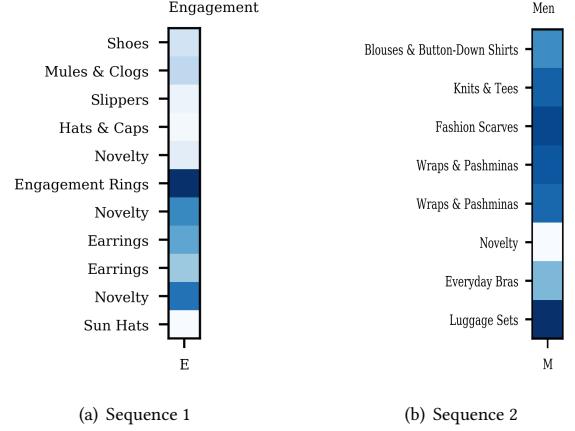 Engagement
Shoes
Mules & Clogs
Slippers
Hats & Caps
Novelty
Engagement Rings
Novelty
Earrings
Earrings
Novelty
Sun Hats
E
(a) Sequence 1
Men
Blouses & Button-Down Shirts
Knits & Tees
Fashion Scarves
Wraps & Pashminas
Wraps & Pashminas
Novelty
Everyday Bras
Luggage Sets
M
(b) Sequence 2